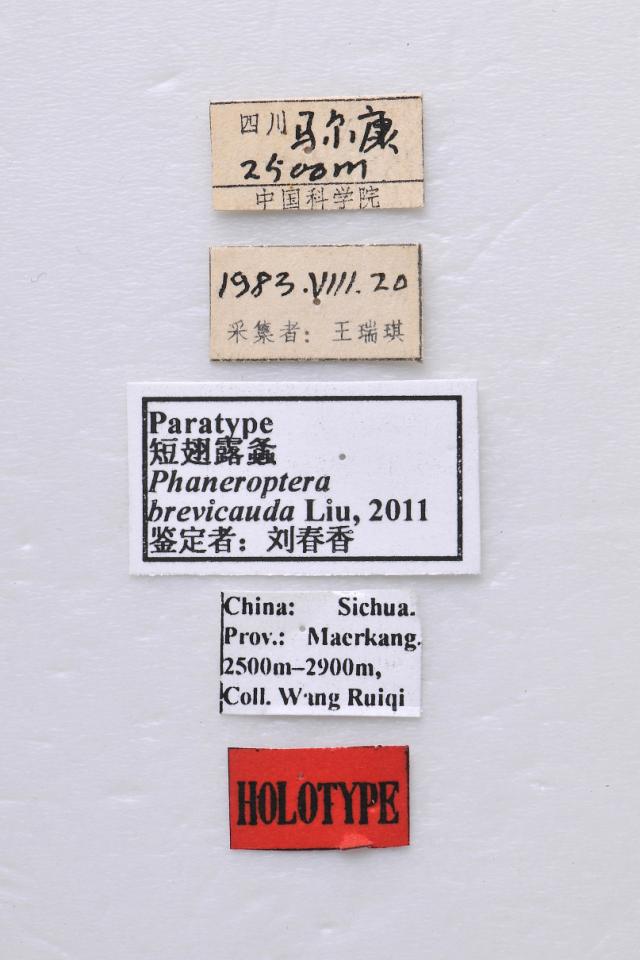 四川 马尔康
2500m
中国科学院
1983.VIII.20
采集者：王瑞琪
Paratype
短翅露螽
Phaneroptera
brevicauda Liu, 2011
鉴定者：刘春香
China: Sichua.
Prov.: Maerkang.
2500m–2900m,
Coll. Wang Ruiqi
HOLOTYPE